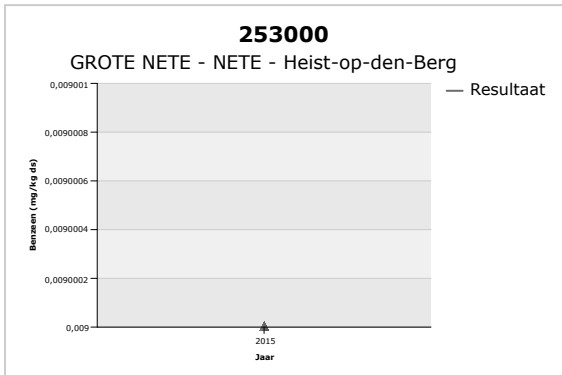 253000
GROTE NETE - NETE - Heist-op-den-Berg
0,009001
0,0090008
0,0090006
0,0090004
0,0090002
0,009
Benzeen (mg/kg ds)
2015
Jaar
Resultaat